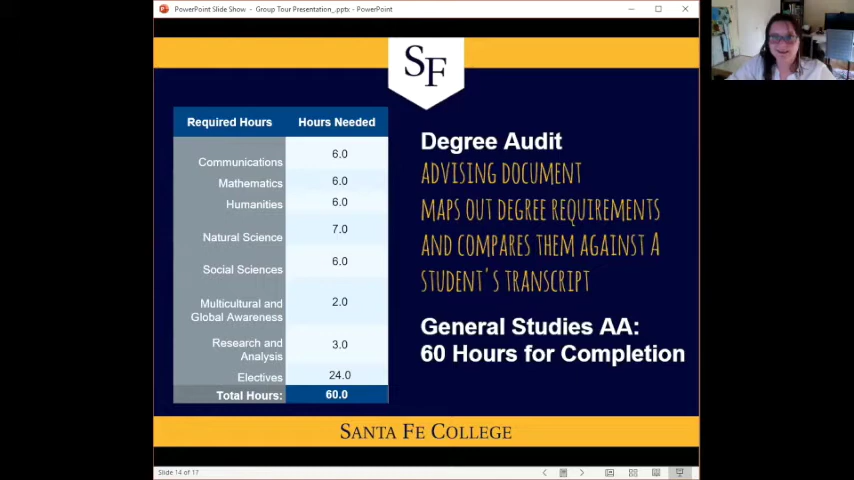 PowerPoint Slide Show - Group Tour Presentation_.pptx - PowerPoint
SF
Required Hours Hours Needed
Communications 6.0
Mathematics 6.0
Humanities 6.0
Natural Science 7.0
Social Sciences 6.0
Multicultural and
Global Awareness 2.0
Research and
Analysis 3.0
Electives 24.0
Total Hours: 60.0
Degree Audit
ADVISING DOCUMENT
MAPS OUT DEGREE REQUIREMENTS
AND COMPARES THEM AGAINST A
STUDENT'S TRANSCRIPT
General Studies AA:
60 Hours for Completion
SANTA FE COLLEGE
Slide 14 of 17